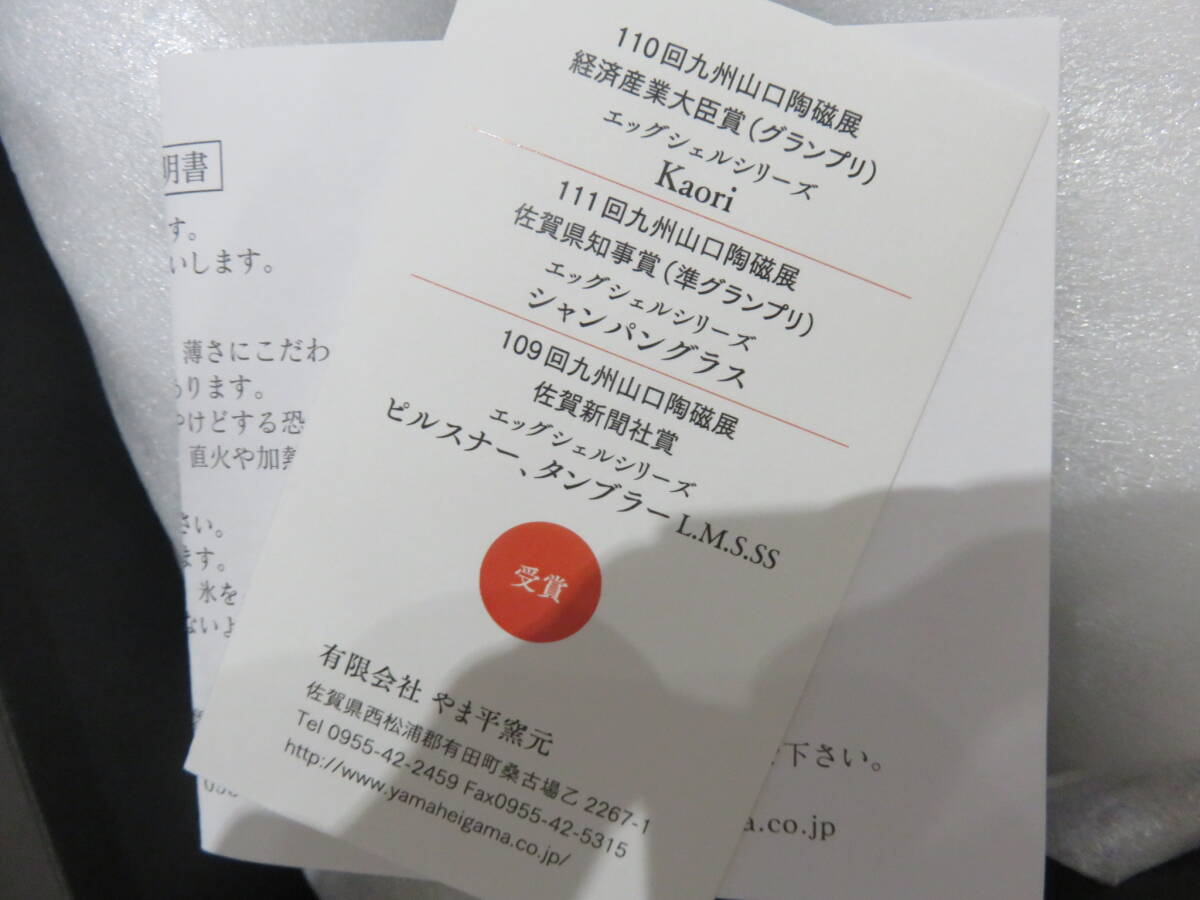 110回九州山口陶磁展
経済産業大臣賞(グランプリ)
エッグシェルシリーズ
Kaori
111回九州山口陶磁展
佐賀県知事賞(準グランプリ)
エッグシェルシリーズ
シャンパングラス
109回九州山口陶磁展
佐賀新聞社賞
エッグシェルシリーズ
ピルスナー、タンブラーL.M.S.SS
受賞
有限会社 やま平窯元
佐賀県西松浦郡有田町桑古場乙2267-1
Tel 0955-42-2459 Fax0955-42-5315
http://www.yamaheigama.co.jp/
明書
す。
いします。
薄さにこだわ
ります。
けどする恐
直火や加
さい。
ます。
氷を
ないよ
下さい。
a.co.jp